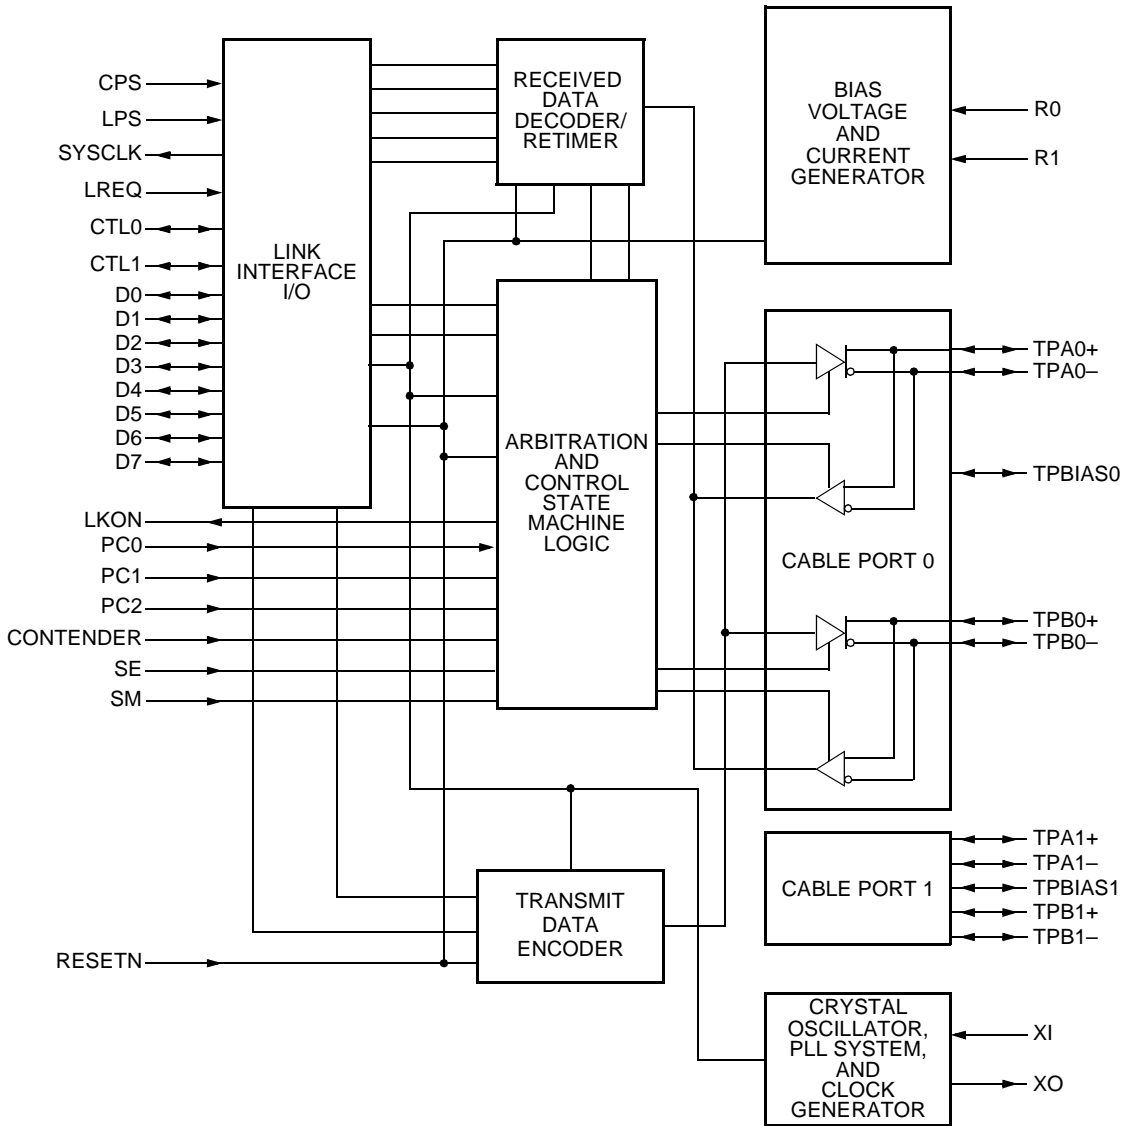 CPS
LPS
SYSCLK
LREQ
CTL0
CTL1
D0
D1
D2
D3
D4
D5
D6
D7
LKON
PC0
PC1
PC2
CONTENDER
SE
SM
RESETN
LINK
INTERFACE
I/O
RECEIVED
DATA
DECODER/
RETIMER
ARBITRATION
AND
CONTROL
STATE
MACHINE
LOGIC
TRANSMIT
DATA
ENCODER
BIAS
VOLTAGE
AND
CURRENT
GENERATOR
R0
R1
CABLE PORT 0
TPA0+
TPA0–
TPBIAS0
TPB0+
TPB0–
CABLE PORT 1
TPA1+
TPA1–
TPBIAS1
TPB1+
TPB1–
CRYSTAL
OSCILLATOR,
PLL SYSTEM,
AND
CLOCK
GENERATOR
XI
XO